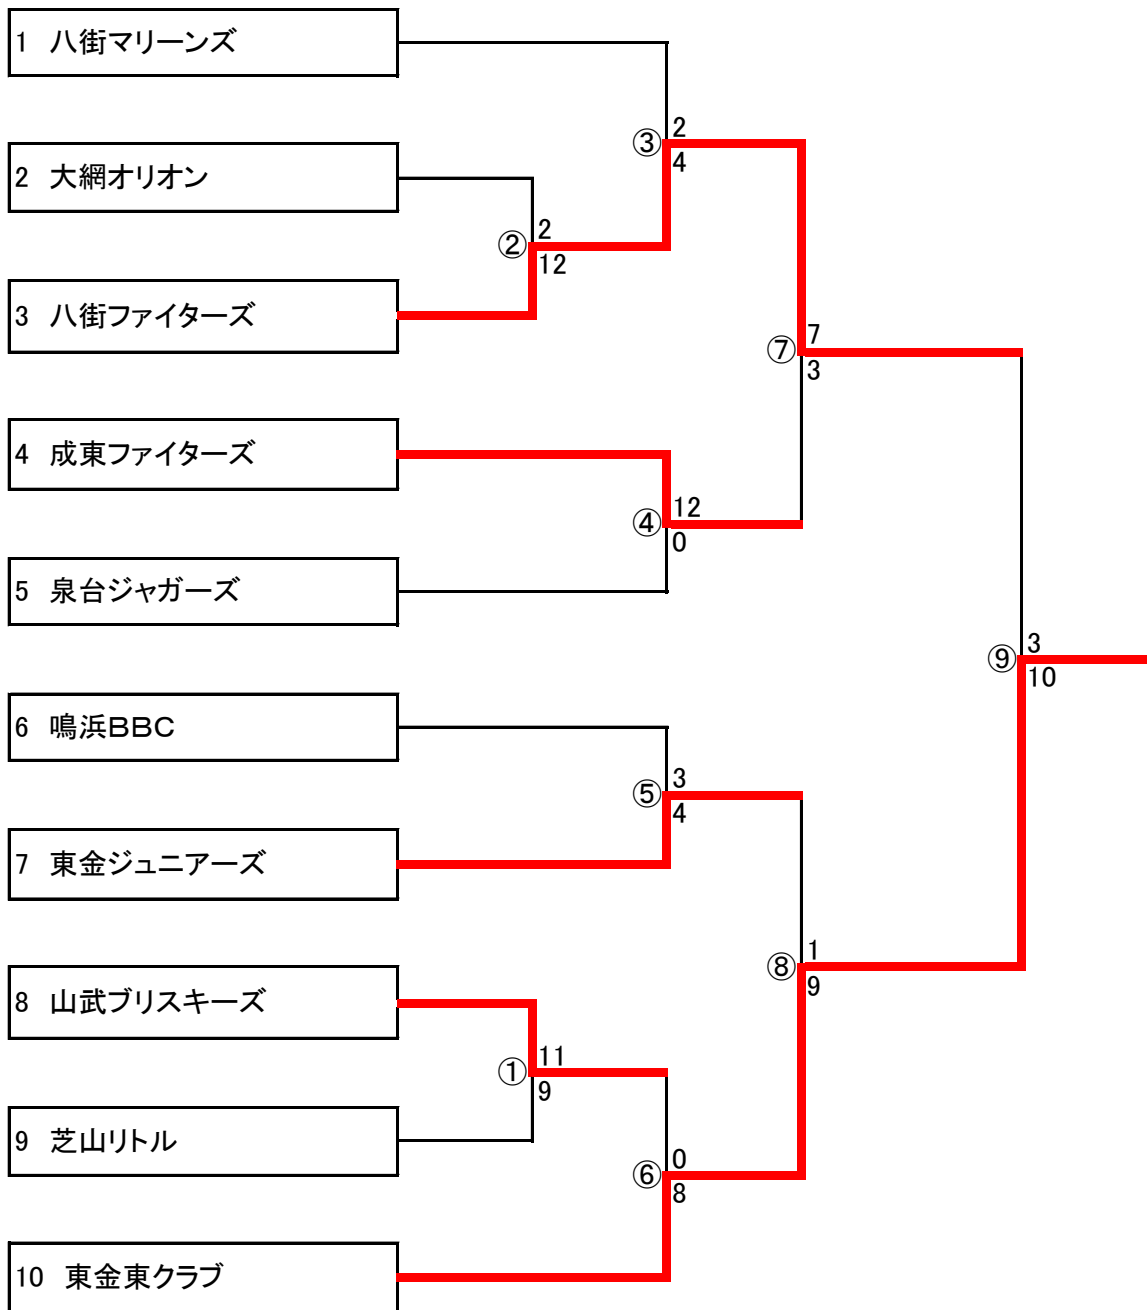 1 八街マリーンズ
2 大網オリオン
3 八街ファイターズ
4 成東ファイターズ
5 泉台ジャガーズ
6 鳴浜BBC
7 東金ジュニアーズ
8 山武ブリスキーズ
9 芝山リトル
10 東金東クラブ
②
2
12
①
11
9
③
2
4
④
12
0
⑤
3
4
⑥
0
8
⑦
7
3
⑧
1
9
⑨
3
10